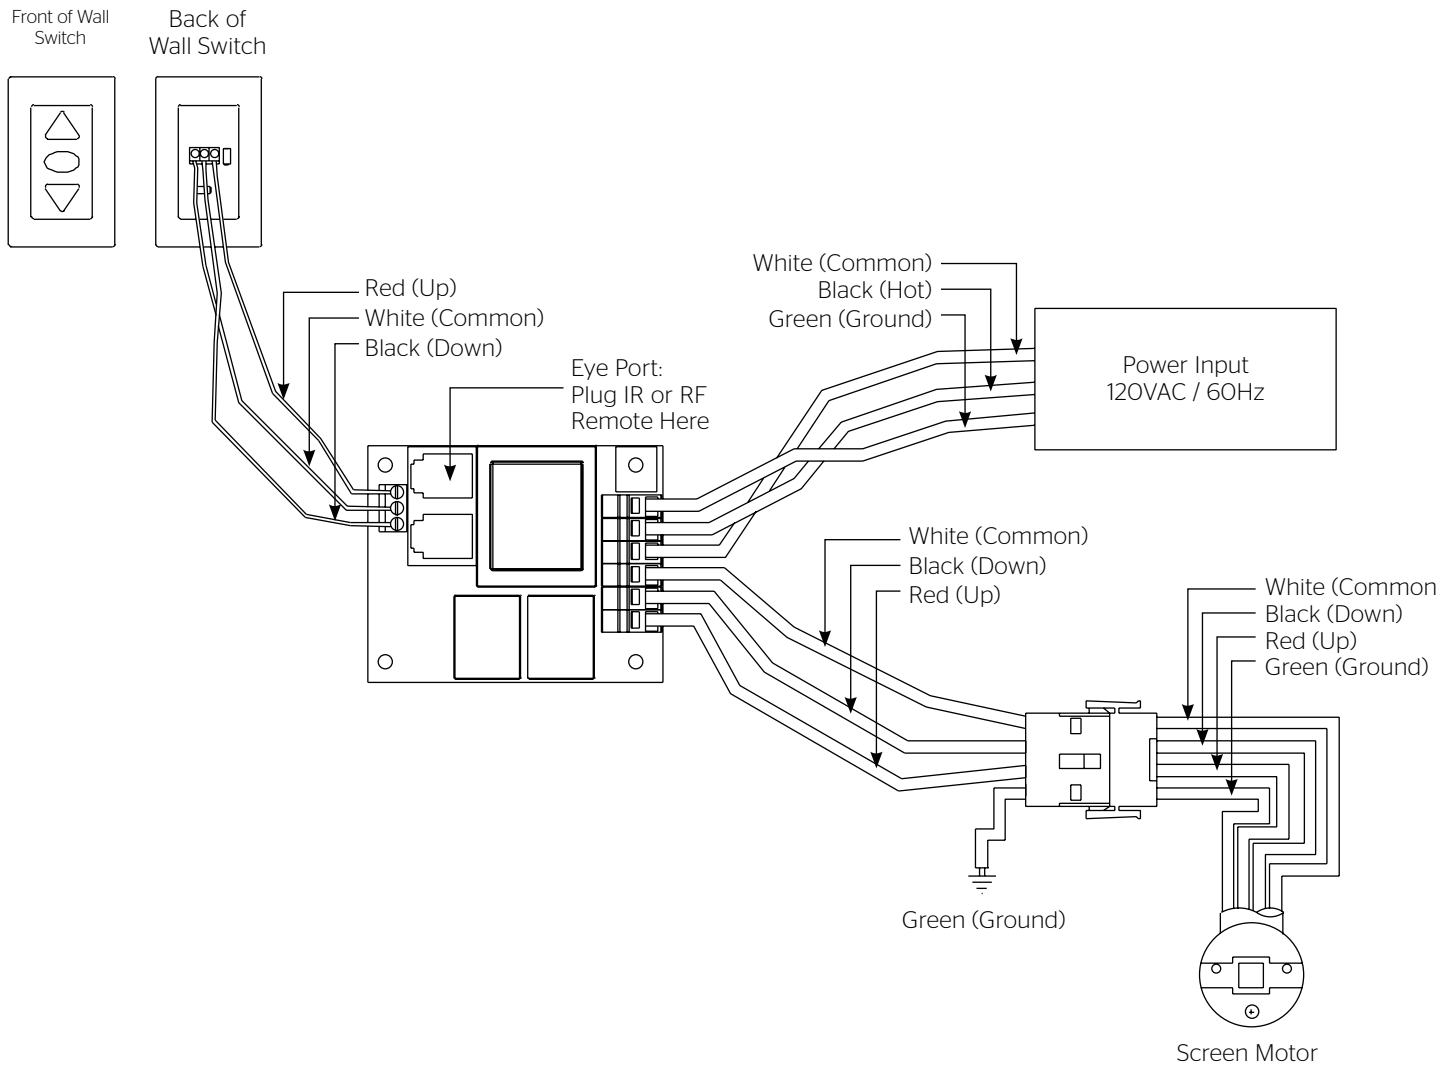 Front of Wall
Switch
Back of
Wall Switch
Red (Up)
White (Common)
Black (Down)
Eye Port:
Plug IR or RF
Remote Here
White (Common)
Black (Hot)
Green (Ground)
Power Input
120VAC / 60Hz
White (Common)
Black (Down)
Red (Up)
White (Common
Black (Down)
Red (Up)
Green (Ground)
Green (Ground)
Screen Motor